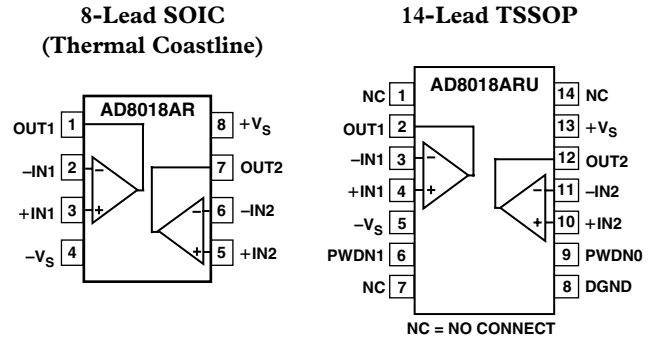 8-Lead SOIC
(Thermal Coastline)
AD8018AR
OUT1 1
8 +VS
–IN1 2
7 OUT2
+IN1 3
6 –IN2
–VS 4
5 +IN2
14-Lead TSSOP
AD8018ARU
NC 1
14 NC
OUT1 2
13 +VS
–IN1 3
12 OUT2
+IN1 4
11 –IN2
–VS 5
10 +IN2
PWDN1 6
9 PWDN0
NC 7
8 DGND
NC = NO CONNECT